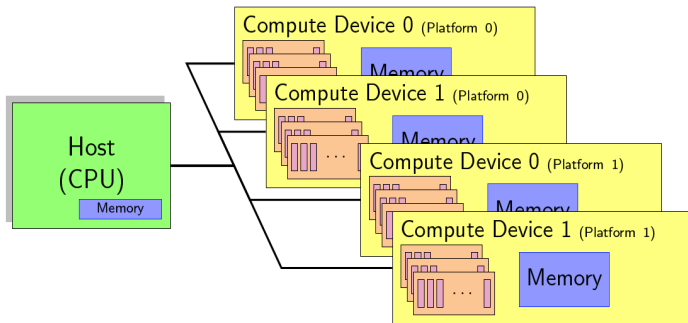 Compute Device 0 (Platform 0)
Memory
Compute Device 1 (Platform 0)
Memory
Host
(CPU)
Memory
· · ·
Compute Device 0 (Platform 1)
Memory
Compute Device 1 (Platform 1)
Memory
· · ·